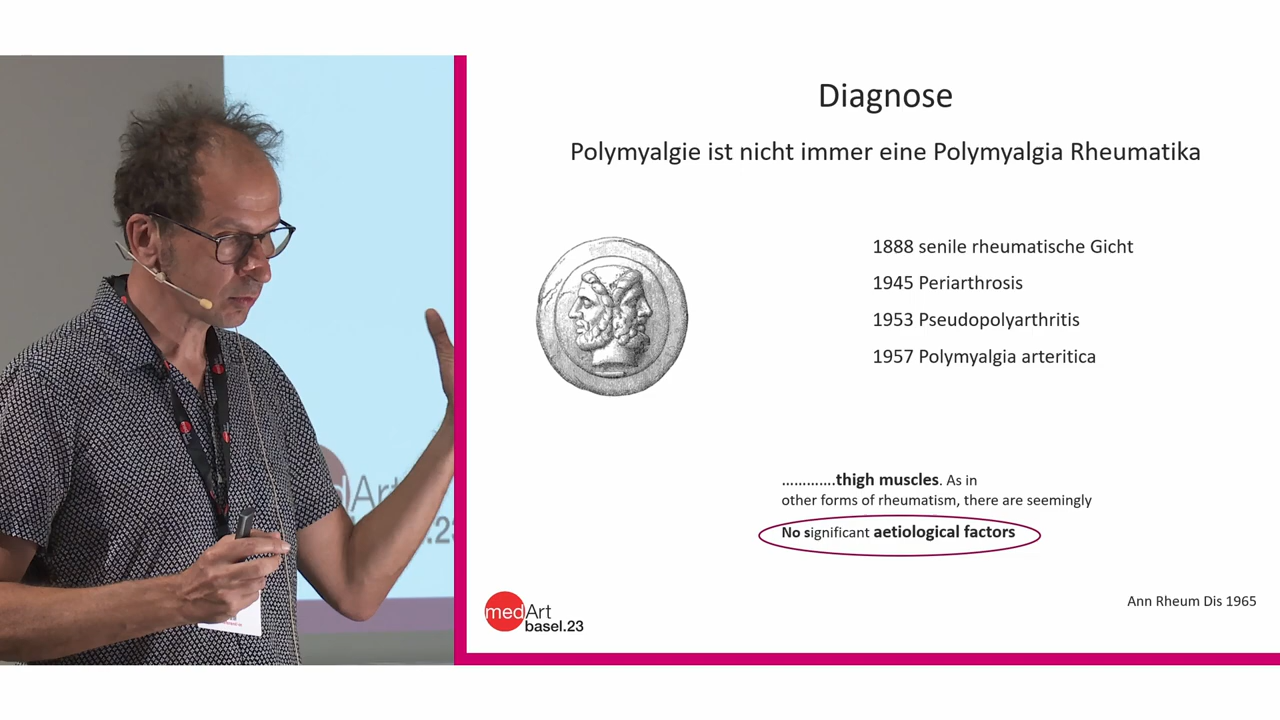 Diagnose
Polymyalgie ist nicht immer eine Polymyalgia Rheumatika
1888 senile rheumatische Gicht
1945 Periarthrosis
1953 Pseudopolyarthritis
1957 Polymyalgia arteritica
………….thigh muscles. As in
other forms of rheumatism, there are seemingly
No significant aetiological factors
Ann Rheum Dis 1965
medArt
basel.23
dArt
.23